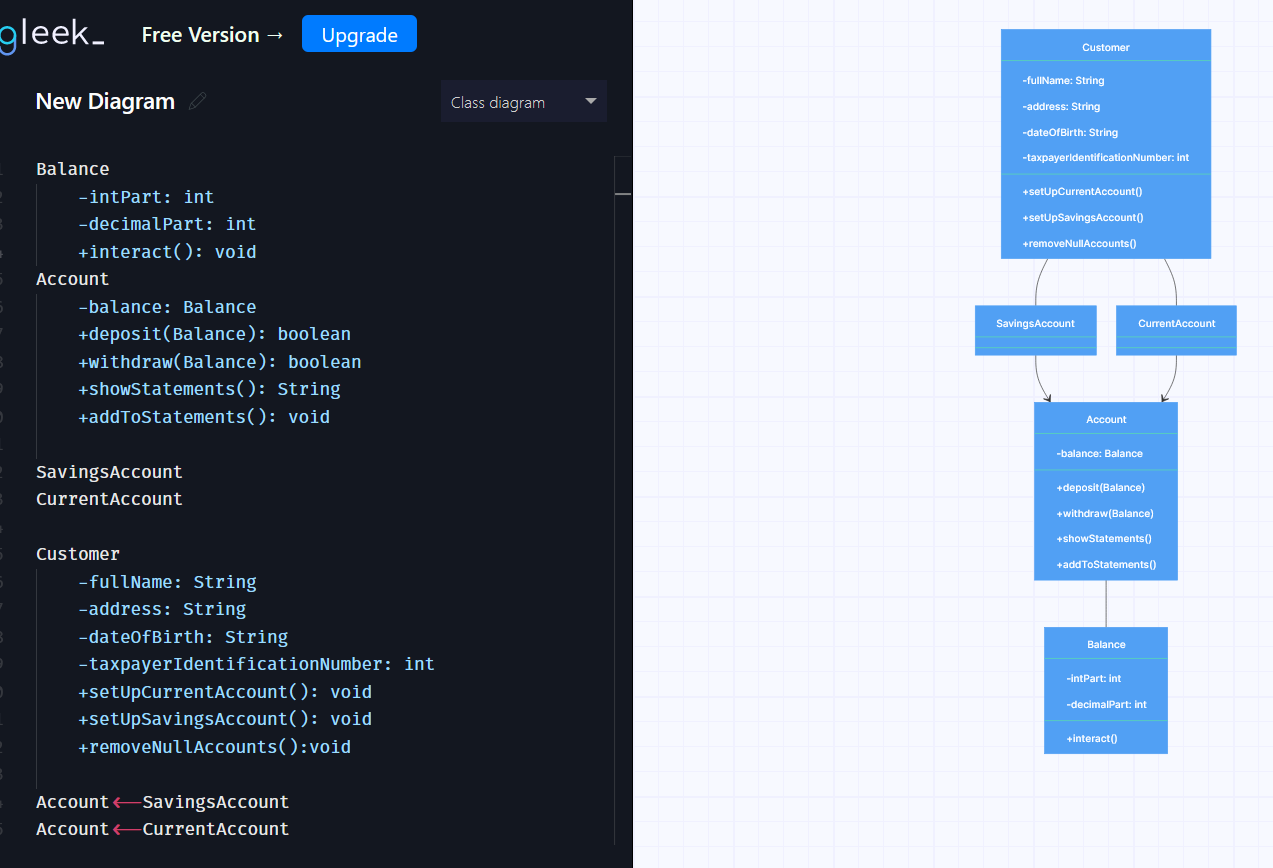 gleek_
Free Version →
Upgrade
New Diagram
Class diagram
Balance
-intPart: int
-decimalPart: int
+interact(): void
Account
-balance: Balance
+deposit(Balance): boolean
+withdraw(Balance): boolean
+showStatements(): String
+addToStatements(): void
SavingsAccount
CurrentAccount
Customer
-fullName: String
-address: String
-dateOfBirth: String
-taxpayerIdentificationNumber: int
+setUpCurrentAccount(): void
+setUpSavingsAccount(): void
+removeNullAccounts():void
Account<--SavingsAccount
Account<--CurrentAccount
Customer
-fullName: String
-address: String
-dateOfBirth: String
-taxpayerIdentificationNumber: int
+setUpCurrentAccount()
+setUpSavingsAccount()
+removeNullAccounts()
SavingsAccount
CurrentAccount
Account
-balance: Balance
+deposit(Balance)
+withdraw(Balance)
+showStatements()
+addToStatements()
Balance
-intPart: int
-decimalPart: int
+interact()